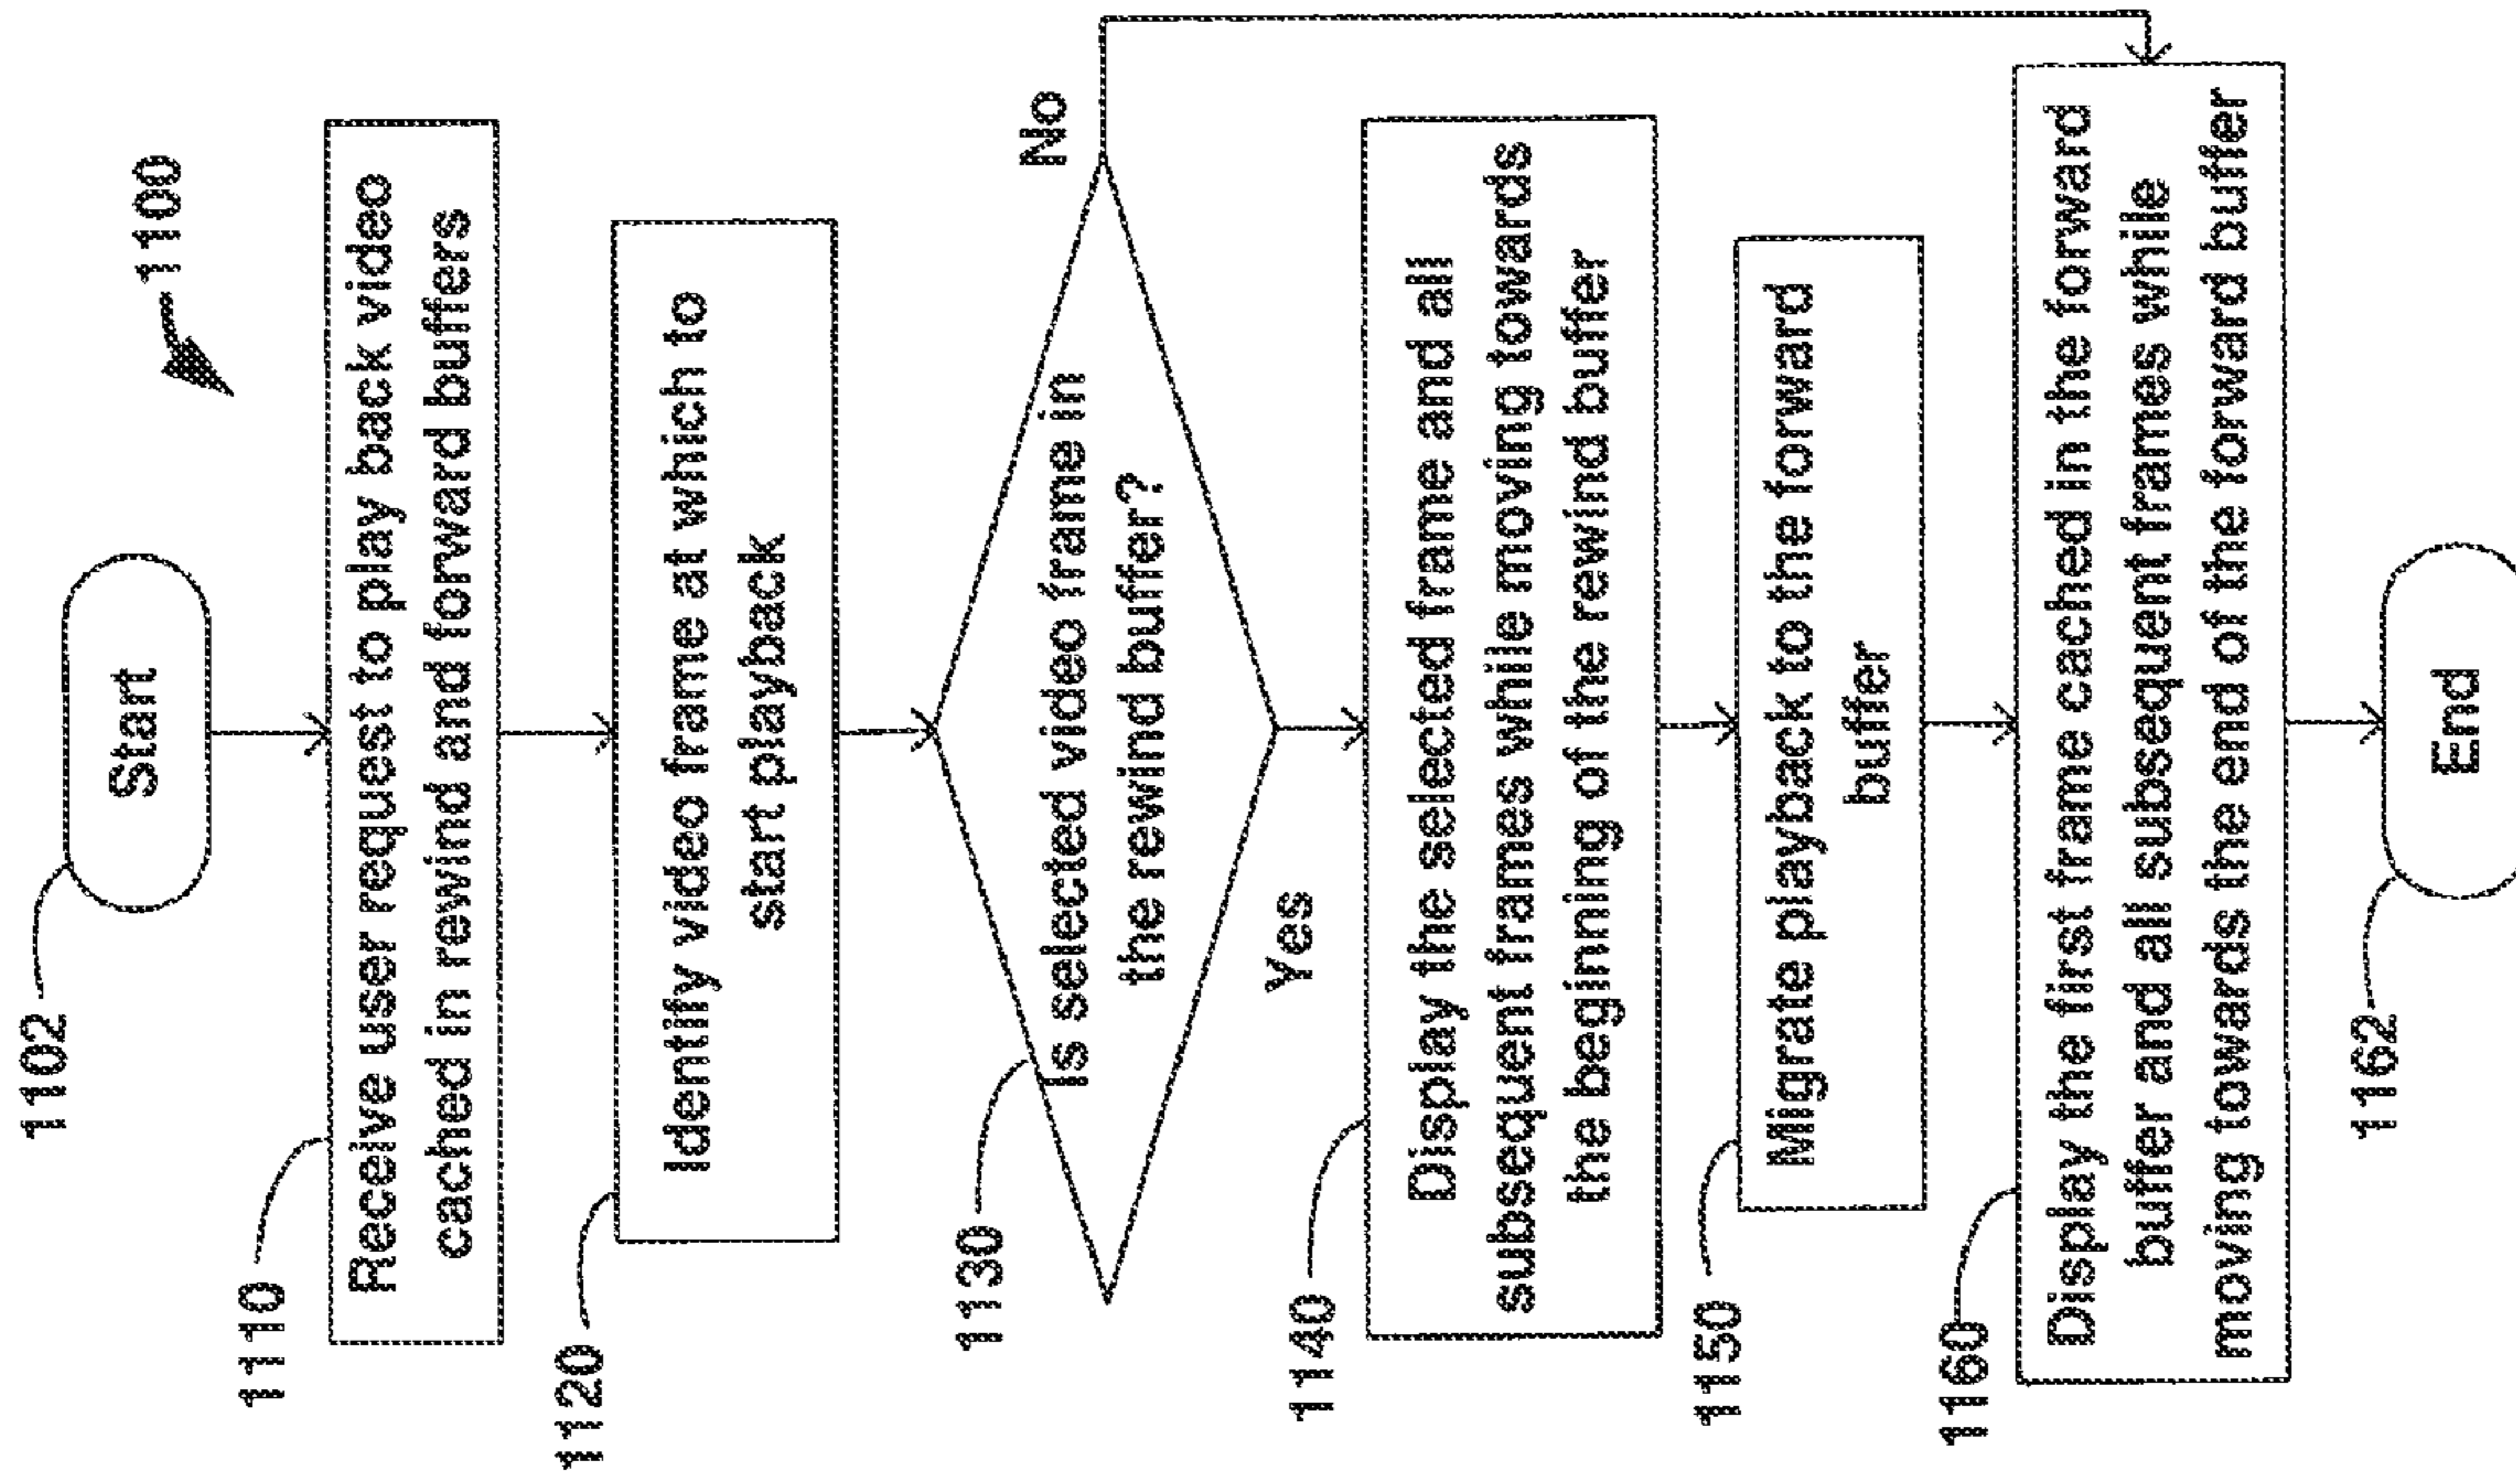 1100
1102
Start
1110
Receive user request to play back video
cached in rewind and forward buffers
1120
Identify video frame at which to
start playback
1130
Is selected video frame in
the rewind buffer?
No
Yes
1140
Display the selected frame and all
subsequent frames while moving towards
the beginning of the rewind buffer
1150
Migrate playback to the forward
buffer
1160
Display the first frame cached in the forward
buffer and all subsequent frames while
moving towards the end of the forward buffer
1162
End